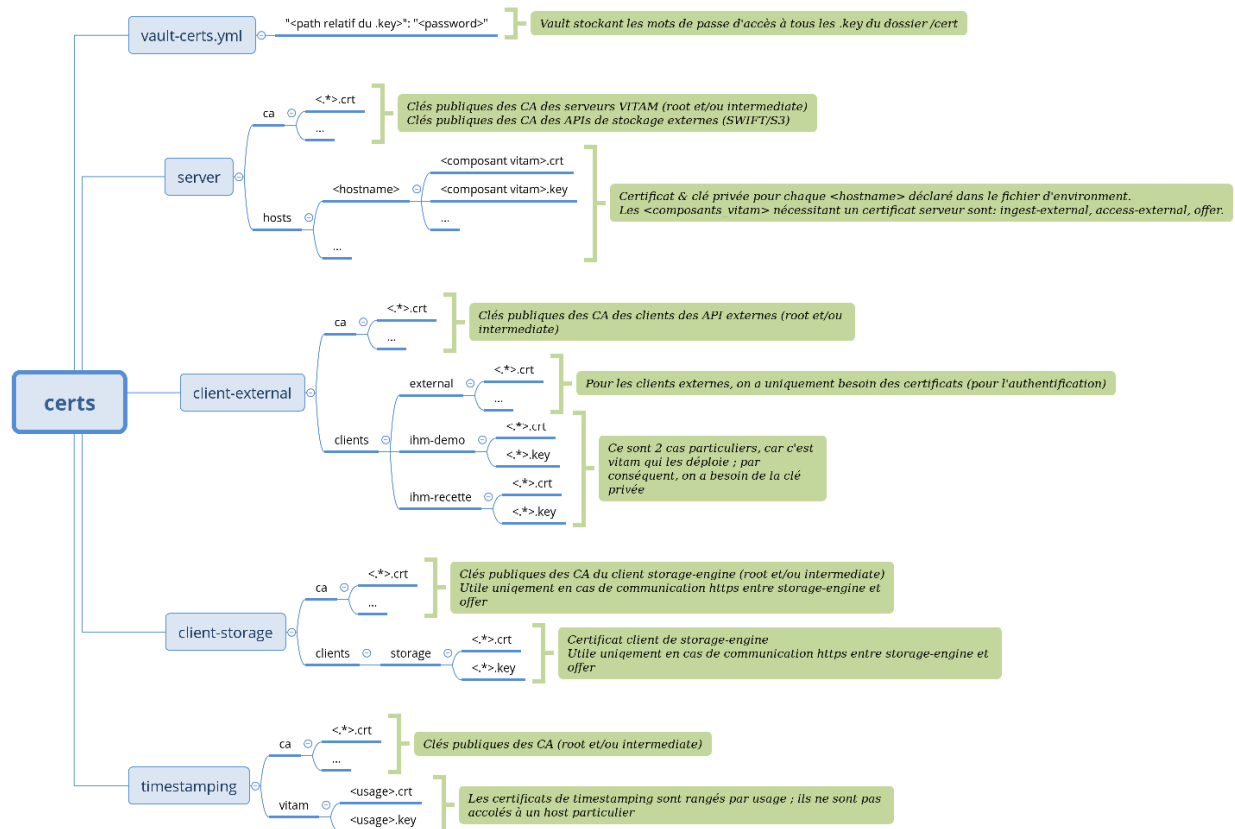 vault-certs.yml
"<path relatif du .key>": "<password>"
Vault stockant les mots de passe d'accès à tous les .key du dossier /cert
server
ca
<.*>.crt
...
Clés publiques des CA des serveurs VITAM (root et/ou intermediate)
Clés publiques des CA des APIs de stockage externes (SWIFT/S3)
hosts
<hostname>
<composant vitam>.crt
<composant vitam>.key
...
...
Certificat & clé privée pour chaque <hostname> déclaré dans le fichier d'environment.
Les <composants vitam> nécessitant un certificat serveur sont: ingest-external, access-external, offer.
certs
client-external
ca
<.*>.crt
...
Clés publiques des CA des clients des API externes (root et/ou
intermediate)
clients
external
<.*>.crt
...
Pour les clients externes, on a uniquement besoin des certificats (pour l'authentification)
ihm-demo
<.*>.crt
<.*>.key
ihm-recette
<.*>.crt
<.*>.key
Ce sont 2 cas particuliers, car c'est
vitam qui les déploie ; par
conséquent, on a besoin de la clé
privée
client-storage
ca
<.*>.crt
...
Clés publiques des CA du client storage-engine (root et/ou intermediate)
Utile uniqement en cas de communication https entre storage-engine et
offer
clients
storage
<.*>.crt
<.*>.key
Certificat client de storage-engine
Utile uniqement en cas de communication https entre storage-engine et
offer
timestamping
ca
<.*>.crt
...
Clés publiques des CA (root et/ou intermediate)
vitam
<usage>.crt
<usage>.key
Les certificats de timestamping sont rangés par usage ; ils ne sont pas
accolés à un host particulier